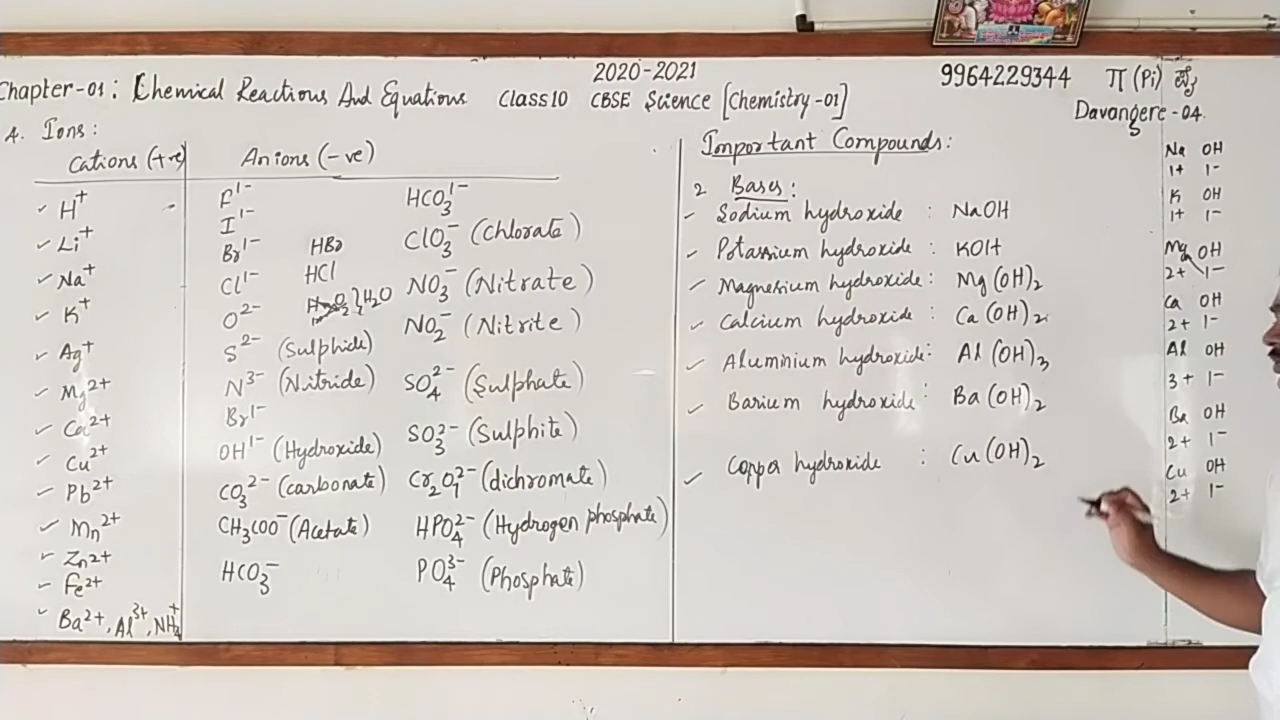 2020-2021
Chapter-01: Chemical Reactions And Equations Class 10 CBSE Science [Chemistry-01]
9964229344 π (Pi)
Davangere-04.
4. Ions:
Cations (+ve) Anions (-ve)
H⁺
Li⁺
Na⁺
K⁺
Ag⁺
Mg²⁺
Ca²⁺
Cu²⁺
Pb²⁺
Mn²⁺
Zn²⁺
Fe²⁺
Ba²⁺, Al³⁺, NH₄⁺
F¹⁻
I¹⁻
Br¹⁻ HBr
Cl¹⁻ HCl
O²⁻ H₂O
S²⁻ (Sulphide)
N³⁻ (Nitride)
Br¹⁻
OH¹⁻ (Hydroxide)
CO₃²⁻ (carbonate)
CH₃COO⁻ (Acetate)
HCO₃⁻
HCO₃¹⁻
ClO₃⁻ (Chlorate)
NO₃⁻ (Nitrate)
NO₂⁻ (Nitrite)
SO₄²⁻ (Sulphate)
SO₃²⁻ (Sulphite)
Cr₂O₇²⁻ (dichromate)
HPO₄²⁻ (Hydrogen phosphate)
PO₄³⁻ (Phosphate)
Important Compounds:
2 Bases:
Sodium hydroxide : NaOH
Potassium hydroxide : KOH
Magnesium hydroxide : Mg(OH)₂
Calcium hydroxide : Ca(OH)₂
Aluminium hydroxide : Al(OH)₃
Barium hydroxide : Ba(OH)₂
Copper hydroxide : Cu(OH)₂
Na OH
1+ 1-
K OH
1+ 1-
Mg OH
2+ 1-
Ca OH
2+ 1-
Al OH
3+ 1-
Ba OH
2+ 1-
Cu OH
2+ 1-